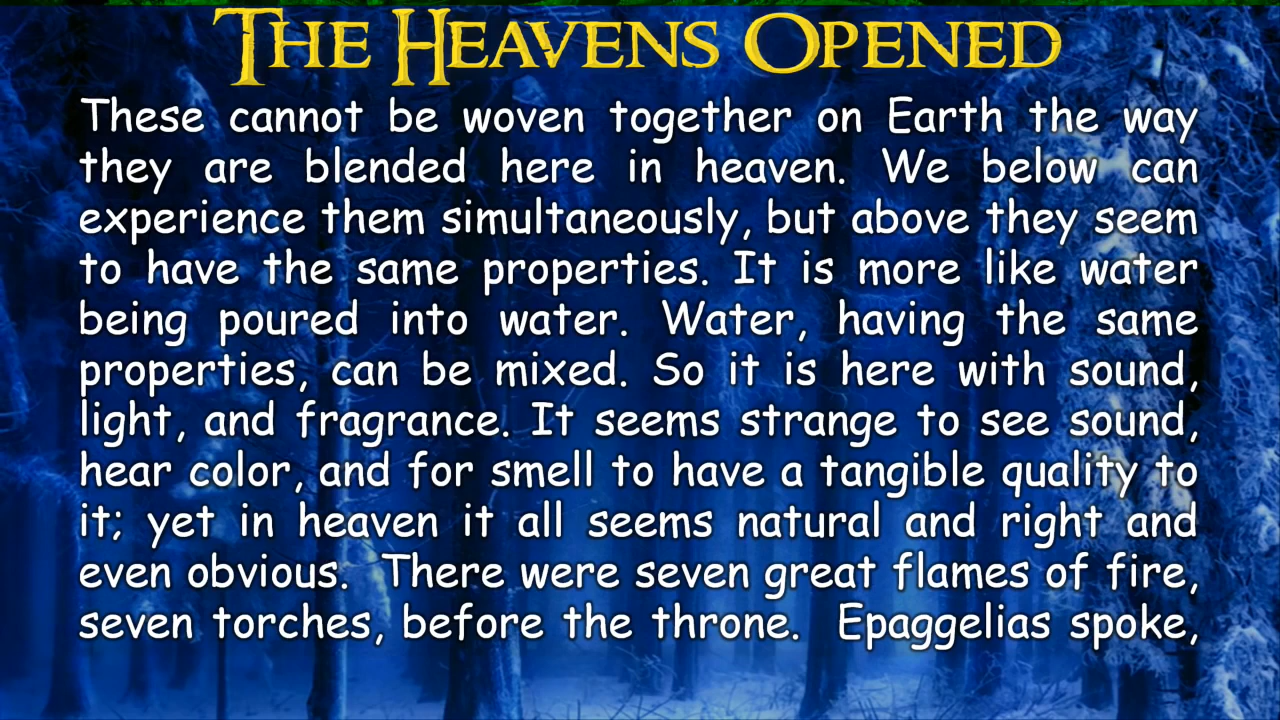 The Heavens Opened
These cannot be woven together on Earth the way
they are blended here in heaven. We below can
experience them simultaneously, but above they seem
to have the same properties. It is more like water
being poured into water. Water, having the same
properties, can be mixed. So it is here with sound,
light, and fragrance. It seems strange to see sound,
hear color, and for smell to have a tangible quality to
it; yet in heaven it all seems natural and right and
even obvious. There were seven great flames of fire,
seven torches, before the throne. Epaggelias spoke,